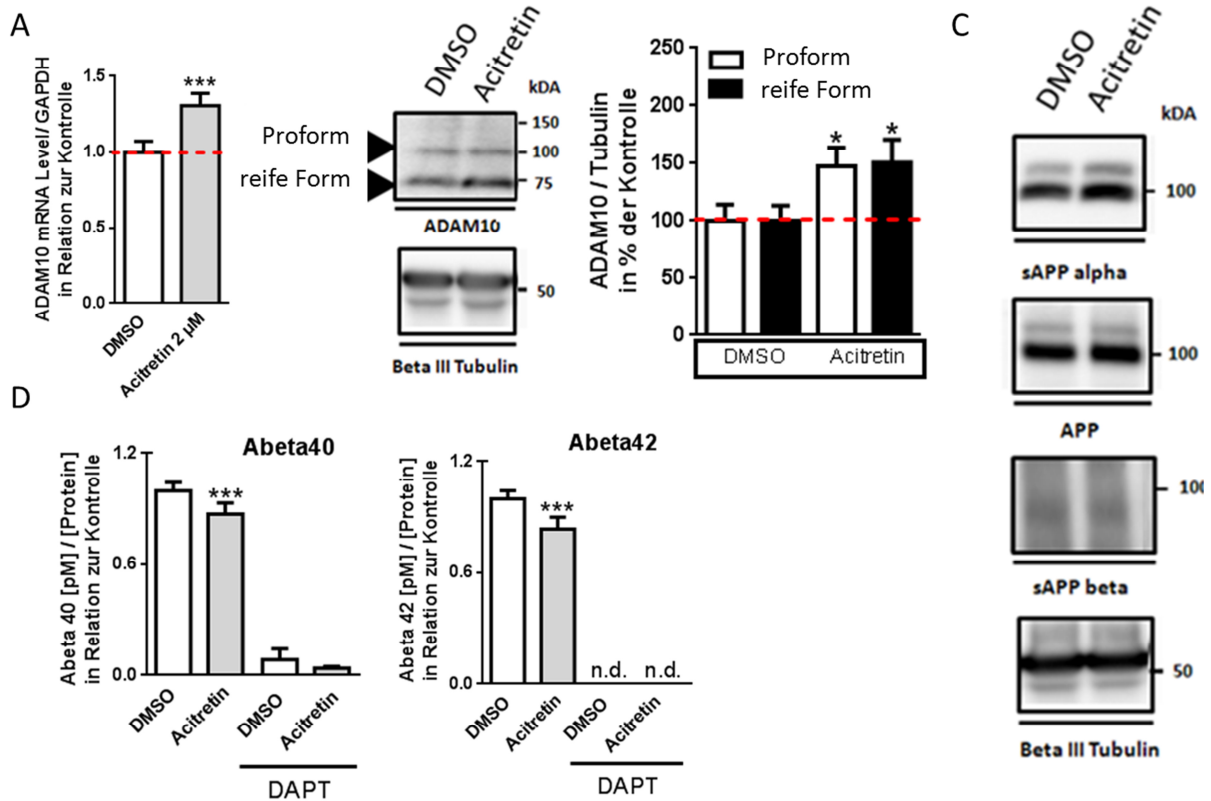 A
ADAM10 mRNA Level/ GAPDH
in Relation zur Kontrolle
1.5
1.0
0.5
0.0
***
DMSO
Acitretin 2 µM
Proform
reife Form
DMSO
Acitretin
kDA
150
100
75
ADAM10
50
Beta III Tubulin
ADAM10 / Tubulin
in % der Kontrolle
250
200
150
100
50
0
Proform
reife Form
*
*
DMSO
Acitretin
C
DMSO
Acitretin
kDA
100
sAPP alpha
100
APP
100
sAPP beta
50
Beta III Tubulin
D
Abeta40
Abeta 40 [pM] / [Protein]
in Relation zur Kontrolle
1.2
0.6
0.0
***
DMSO
Acitretin
DMSO
Acitretin
DAPT
Abeta42
Abeta 42 [pM] / [Protein]
in Relation zur Kontrolle
1.2
0.6
0.0
***
n.d.
n.d.
DMSO
Acitretin
DMSO
Acitretin
DAPT